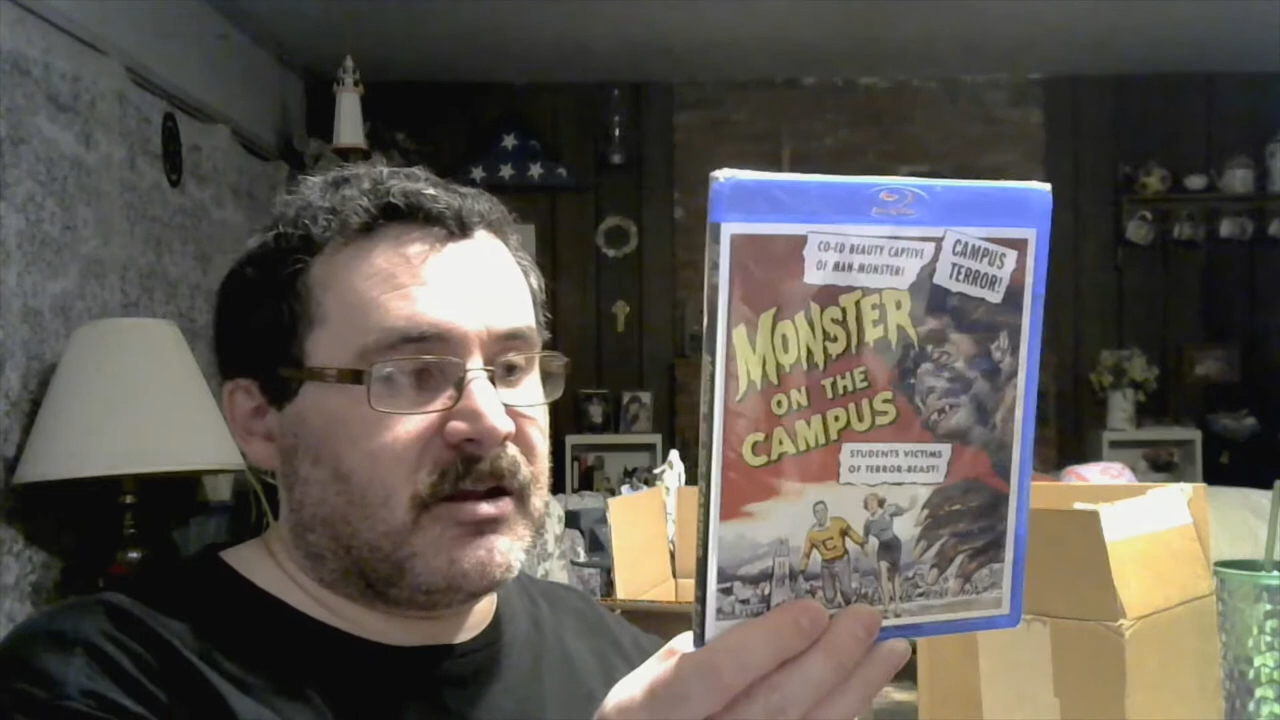 CO-ED BEAUTY CAPTIVE
OF MAN-MONSTER!
CAMPUS
TERROR!
MONSTER
ON THE
CAMPUS
STUDENTS VICTIMS
OF TERROR-BEAST!